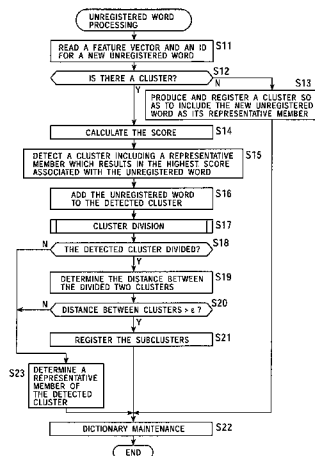 UNREGISTERED WORD
PROCESSING
S11
READ A FEATURE VECTOR AND AN ID
FOR A NEW UNREGISTERED WORD
S12
IS THERE A CLUSTER?
N
S13
Y
PRODUCE AND REGISTER A CLUSTER SO
AS TO INCLUDE THE NEW UNREGISTERED
WORD AS ITS REPRESENTATIVE MEMBER
CALCULATE THE SCORE
S14
DETECT A CLUSTER INCLUDING A REPRESENTATIVE
MEMBER WHICH RESULTS IN THE HIGHEST SCORE
ASSOCIATED WITH THE UNREGISTERED WORD
S15
ADD THE UNREGISTERED WORD
TO THE DETECTED CLUSTER
S16
CLUSTER DIVISION
S17
N
THE DETECTED CLUSTER DIVIDED?
S18
Y
DETERMINE THE DISTANCE BETWEEN
THE DIVIDED TWO CLUSTERS
S19
N
DISTANCE BETWEEN CLUSTERS > ε ?
S20
Y
REGISTER THE SUBCLUSTERS
S21
S23
DETERMINE A
REPRESENTATIVE
MEMBER OF
THE DETECTED
CLUSTER
DICTIONARY MAINTENANCE
S22
END